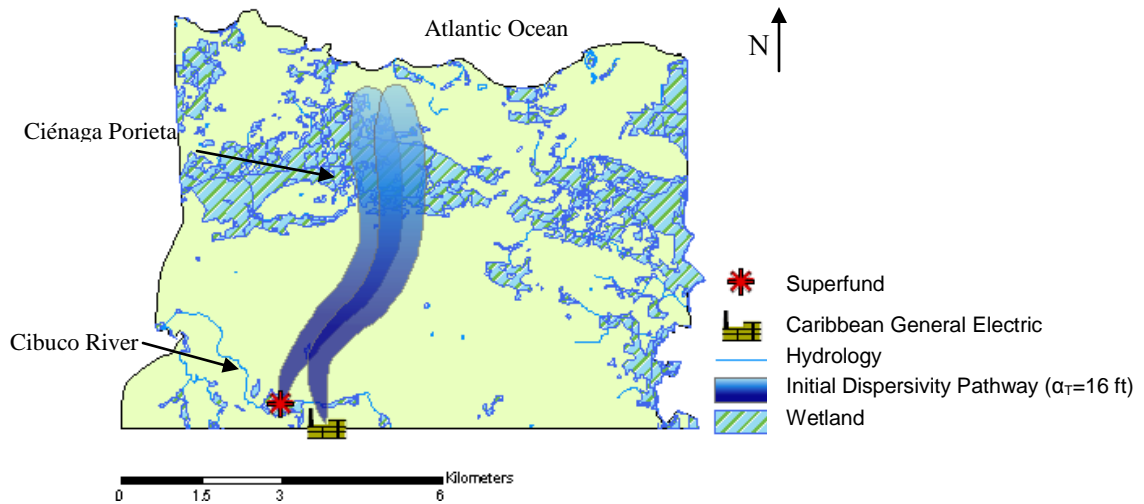 Atlantic Ocean
N
Ciénaga Porieta
Cibuco River
Superfund
Caribbean General Electric
Hydrology
Initial Dispersivity Pathway (αT=16 ft)
Wetland
Kilometers
0 1.5 3 6